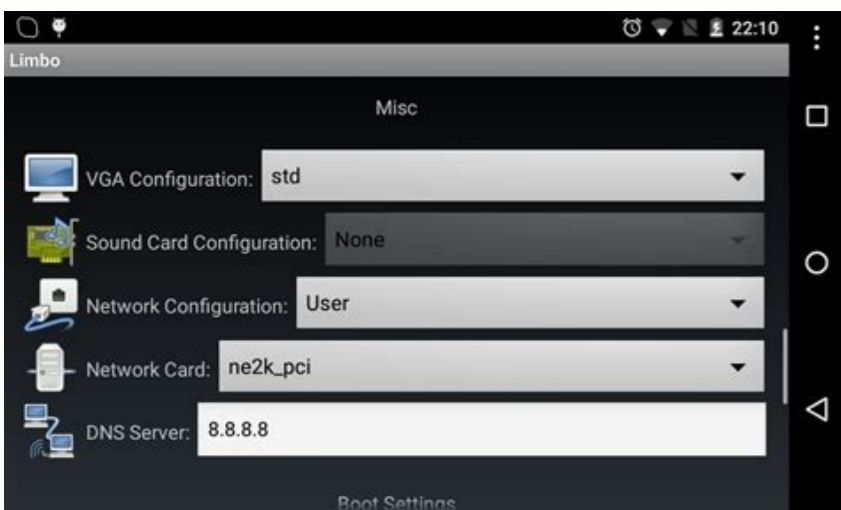 22:10
Limbo
Misc
VGA Configuration: std
Sound Card Configuration: None
Network Configuration: User
Network Card: ne2k_pci
DNS Server: 8.8.8.8
Boot Settings